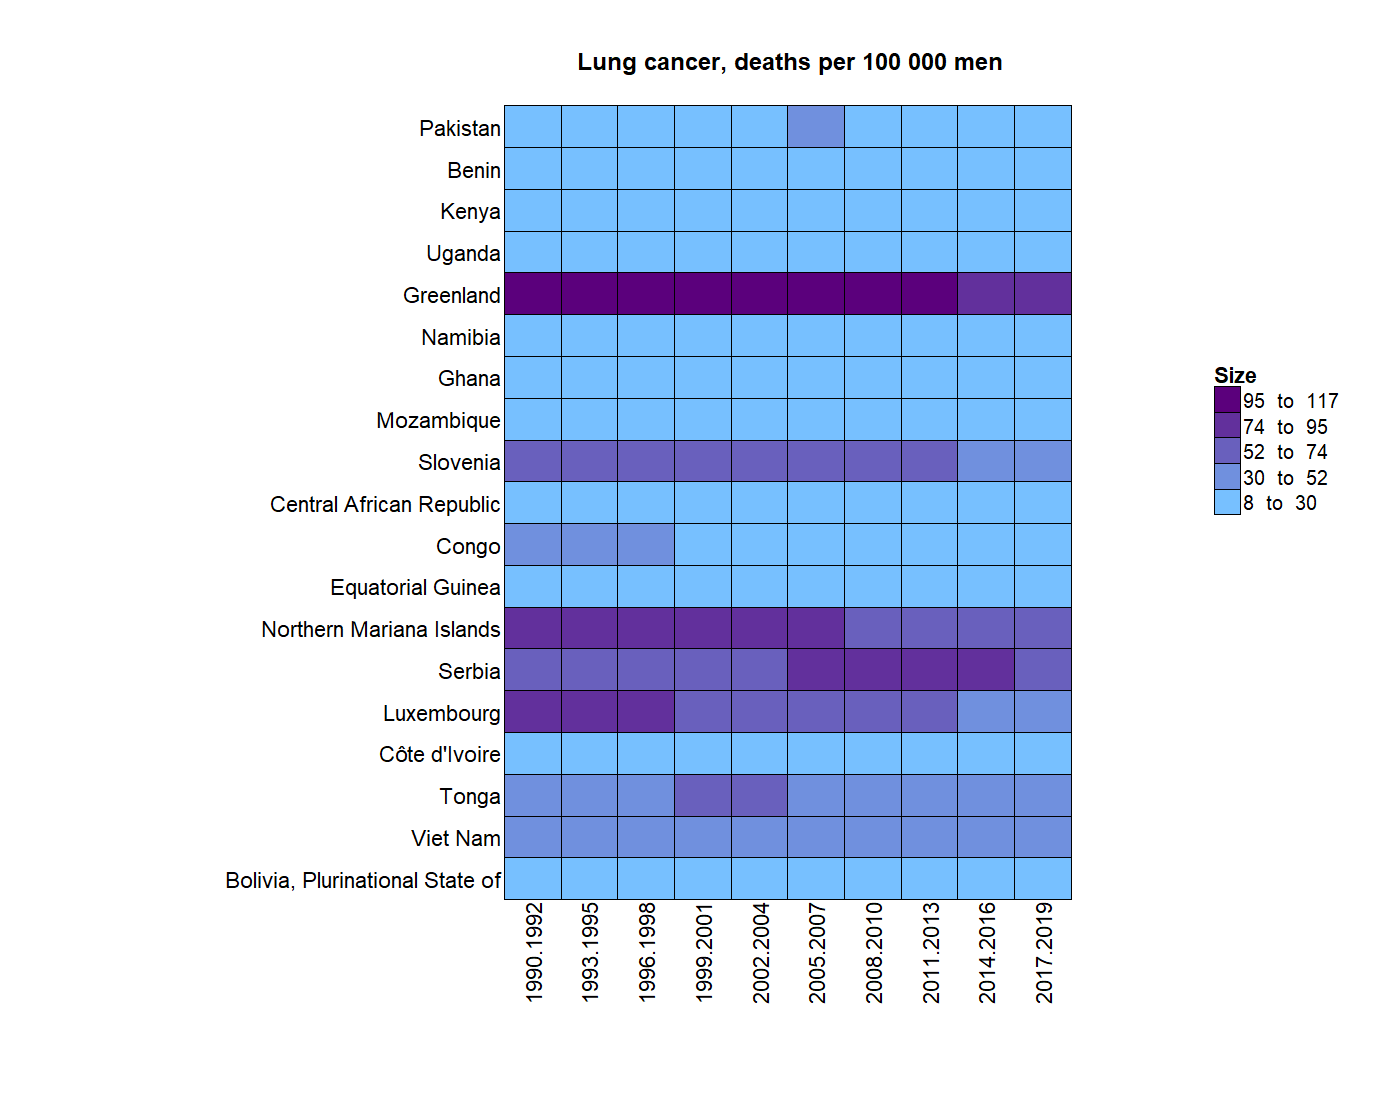 Lung cancer, deaths per 100 000 men
Pakistan
Benin
Kenya
Uganda
Greenland
Namibia
Ghana
Mozambique
Slovenia
Central African Republic
Congo
Equatorial Guinea
Northern Mariana Islands
Serbia
Luxembourg
Côte d'Ivoire
Tonga
Viet Nam
Bolivia, Plurinational State of
1990.1992
1993.1995
1996.1998
1999.2001
2002.2004
2005.2007
2008.2010
2011.2013
2014.2016
2017.2019
Size
95 to 117
74 to 95
52 to 74
30 to 52
8 to 30